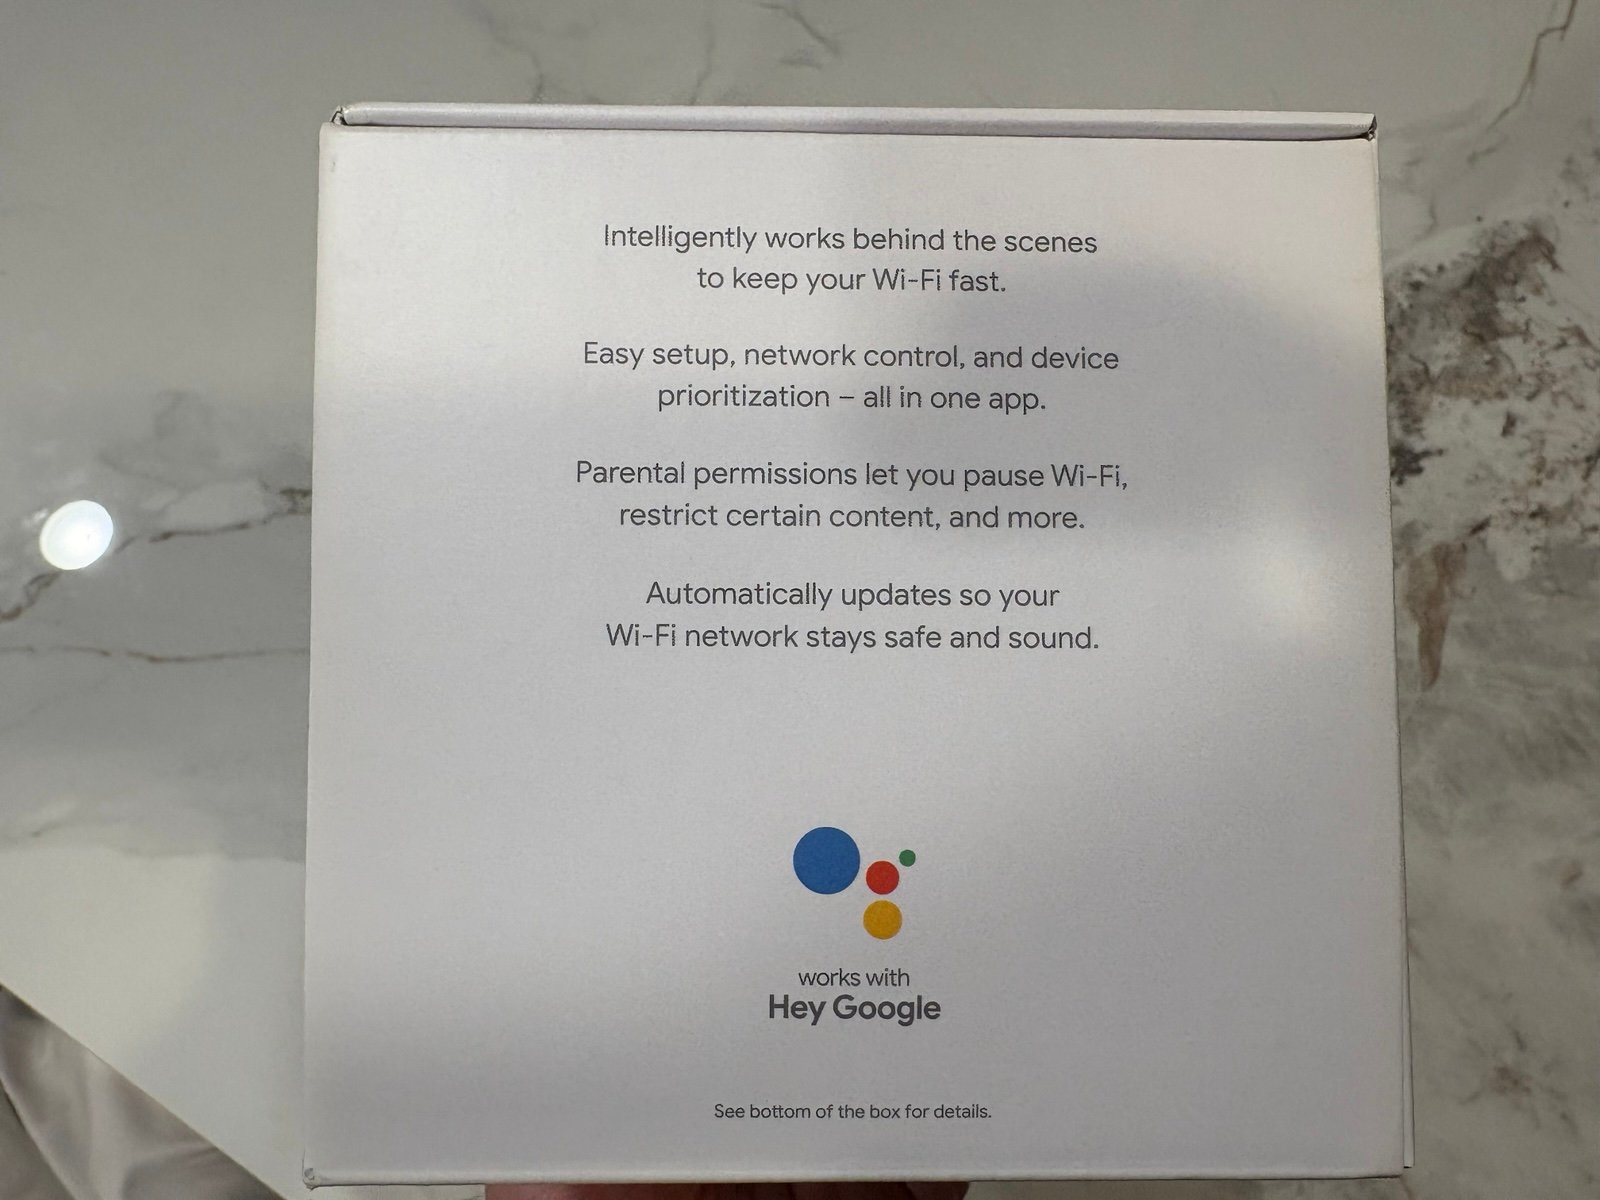 Intelligently works behind the scenes
to keep your Wi-Fi fast.
Easy setup, network control, and device
prioritization – all in one app.
Parental permissions let you pause Wi-Fi,
restrict certain content, and more.
Automatically updates so your
Wi-Fi network stays safe and sound.
works with
Hey Google
See bottom of the box for details.